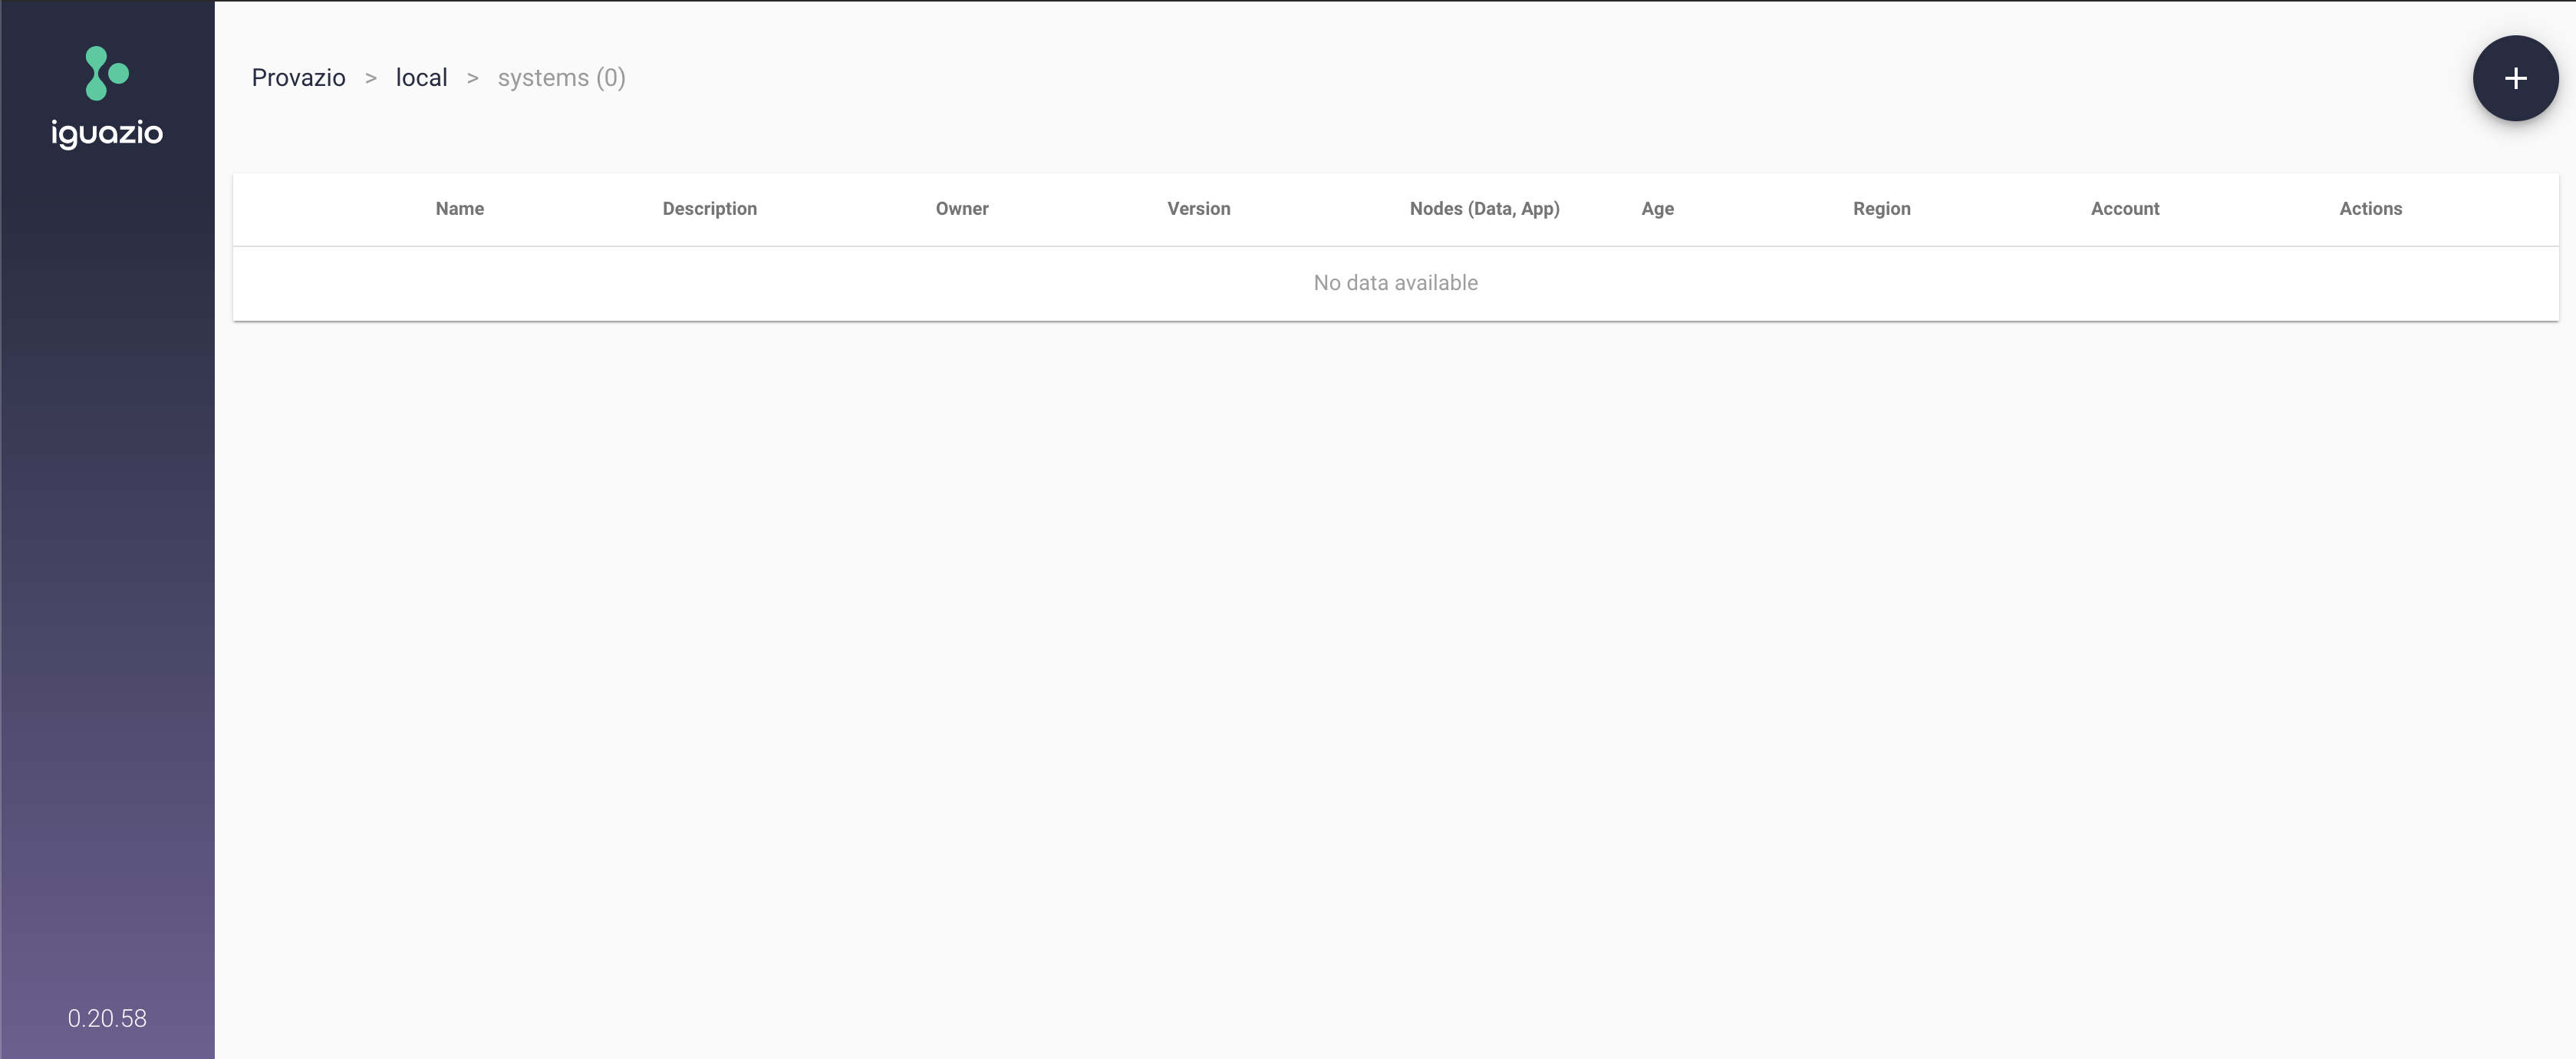 iguazio
Provazio > local > systems (0)
+
Name Description Owner Version Nodes (Data, App) Age Region Account Actions
No data available
0.20.58